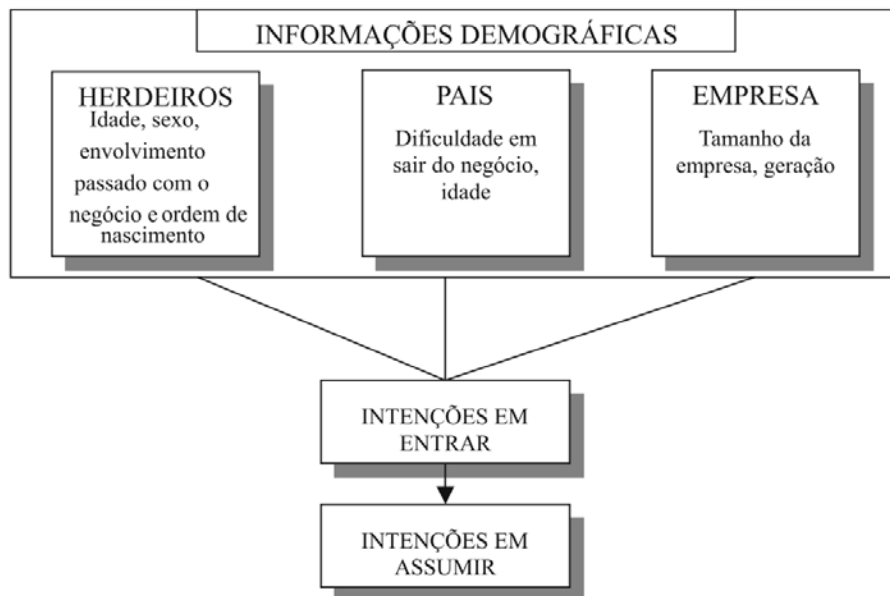 INFORMAÇÕES DEMOGRÁFICAS
HERDEIROS
Idade, sexo,
envolvimento
passado com o
negócio e ordem de
nascimento
PAIS
Dificuldade em
sair do negócio,
idade
EMPRESA
Tamanho da
empresa, geração
INTENÇÕES EM
ENTRAR
INTENÇÕES EM
ASSUMIR